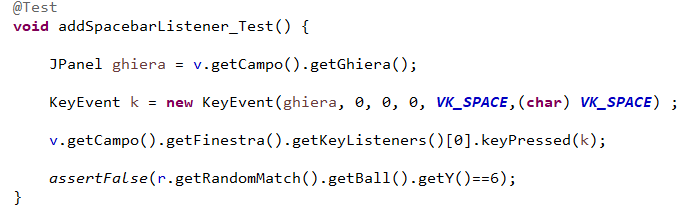 @Test
void addSpacebarListener_Test() {
JPanel ghiera = v.getCampo().getGhiera();
KeyEvent k = new KeyEvent(ghiera, 0, 0, 0, VK_SPACE,(char) VK_SPACE) ;
v.getCampo().getFinestra().getKeyListeners()[0].keyPressed(k);
assertFalse(r.getRandomMatch().getBall().getY()==6);
}